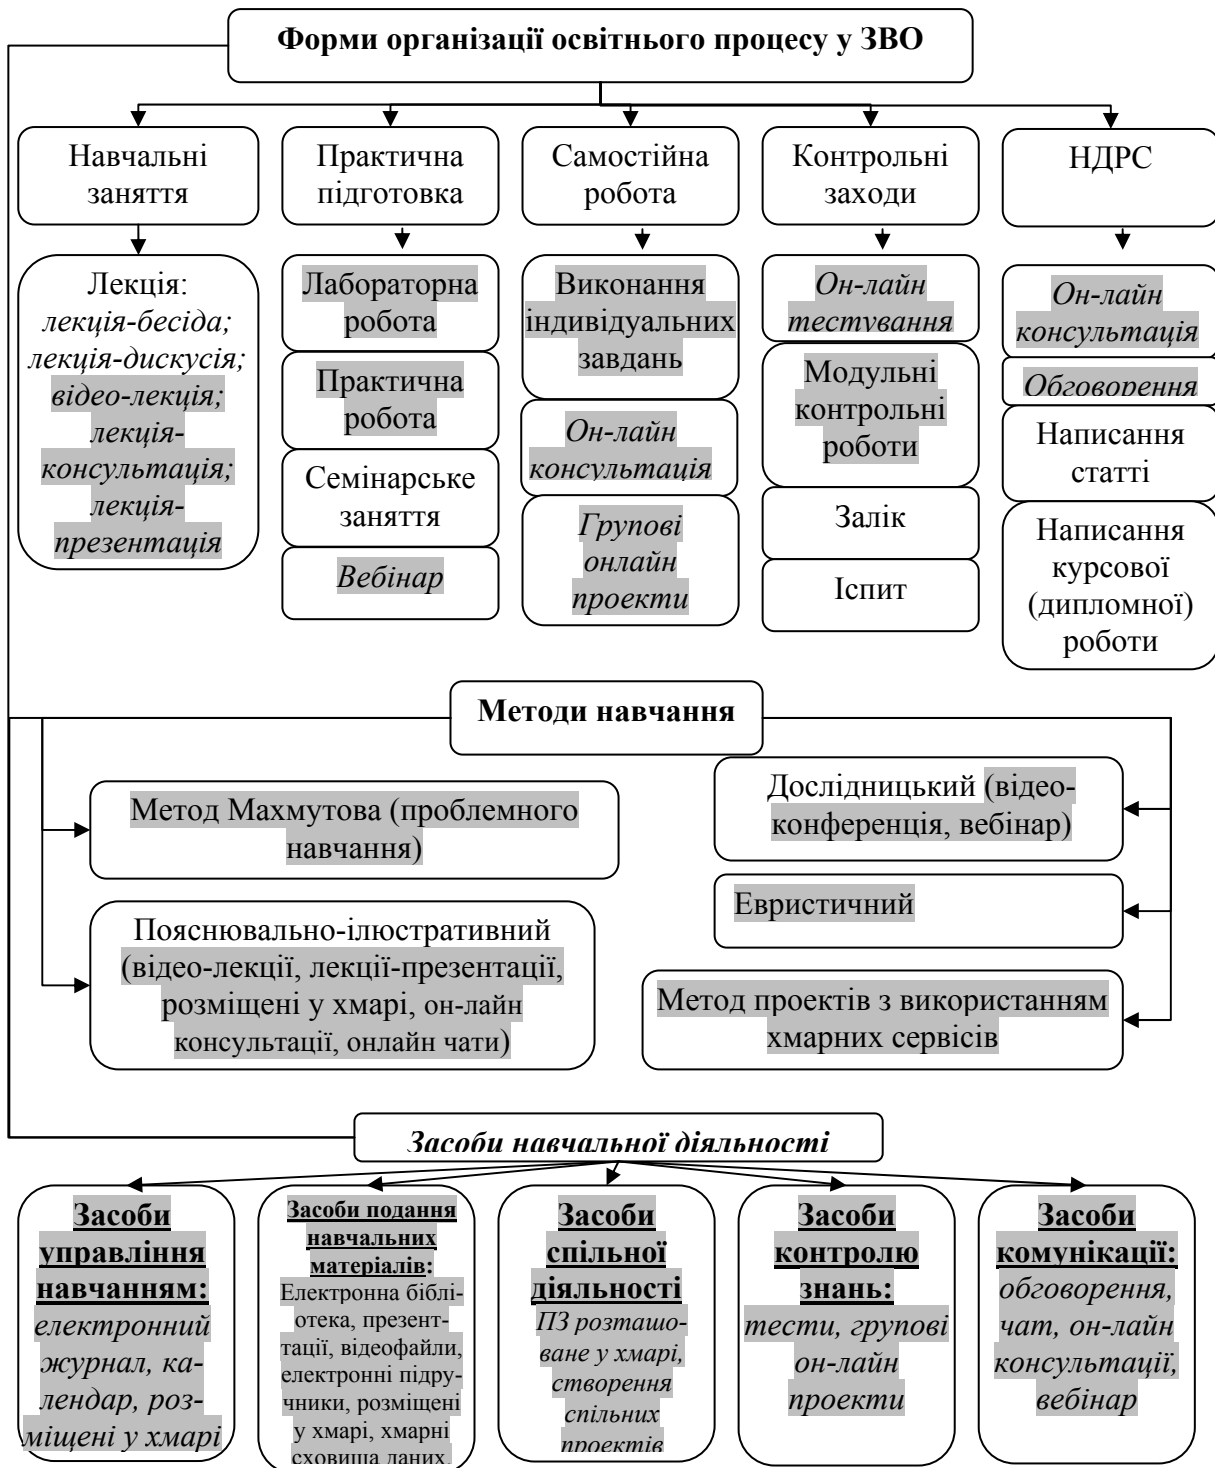 Форми організації освітнього процесу у ЗВО
Навчальні
заняття
Практична
підготовка
Самостійна
робота
Контрольні
заходи
НДРС
Лекція:
лекція-бесіда;
лекція-дискусія;
відео-лекція;
лекція-
консультація;
лекція-
презентація
Лабораторна
робота
Практична
робота
Семінарське
заняття
Вебінар
Виконання
індивідуальних
завдань
Он-лайн
консультація
Групові
онлайн
проекти
Он-лайн
тестування
Модульні
контрольні
роботи
Залік
Іспит
Он-лайн
консультація
Обговорення
Написання
статті
Написання
курсової
(дипломної)
роботи
Методи навчання
Метод Махмутова (проблемного
навчання)
Пояснювально-ілюстративний
(відео-лекції, лекції-презентації,
розміщені у хмарі, он-лайн
консультації, онлайн чати)
Дослідницький (відео-
конференція, вебінар)
Евристичний
Метод проектів з використанням
хмарних сервісів
Засоби навчальної діяльності
Засоби
управління
навчанням:
електронний
журнал, ка-
лендар, роз-
міщені у хмарі
Засоби подання
навчальних
матеріалів:
Електронна біблі-
отека, презент-
тації, відеофайли,
електронні підру-
чники, розміщені
у хмарі, хмарні
сховища даних.
Засоби
спільної
діяльності
ПЗ розташо-
ване у хмарі,
створення
спільних
проектів
Засоби
контролю
знань:
тести, групові
он-лайн
проекти
Засоби
комунікації:
обговорення,
чат, он-лайн
консультації,
вебінар